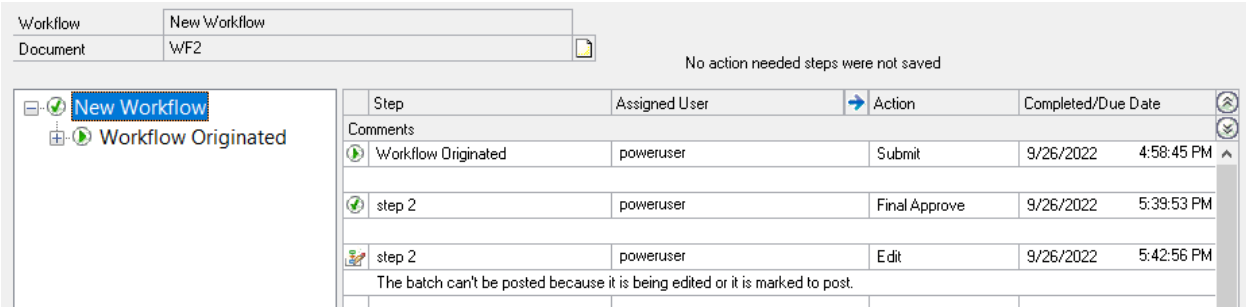 Workflow New Workflow
Document WF2
No action needed steps were not saved
New Workflow
Workflow Originated
Step Assigned User Action Completed/Due Date
Comments
Workflow Originated poweruser Submit 9/26/2022 4:58:45 PM
step 2 poweruser Final Approve 9/26/2022 5:39:53 PM
step 2 poweruser Edit 9/26/2022 5:42:56 PM
The batch can't be posted because it is being edited or it is marked to post.